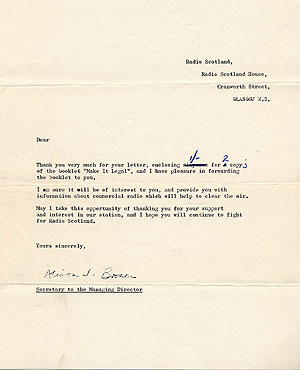 Radio Scotland,
Radio Scotland House,
Cranworth Street,
GLASGOW W.2.
Dear
Thank you very much for your letter, enclosing 1/- for 2 copys
of the booklet "Make It Legal", and I have pleasure in forwarding
the booklet to you.
I am sure it will be of interest to you, and provide you with
information about commercial radio which will help to clear the air.
May I take this opportunity of thanking you for your support
and interest in our station, and I hope you will continue to fight
for Radio Scotland.
Yours sincerely,
Secretary to the Managing Director